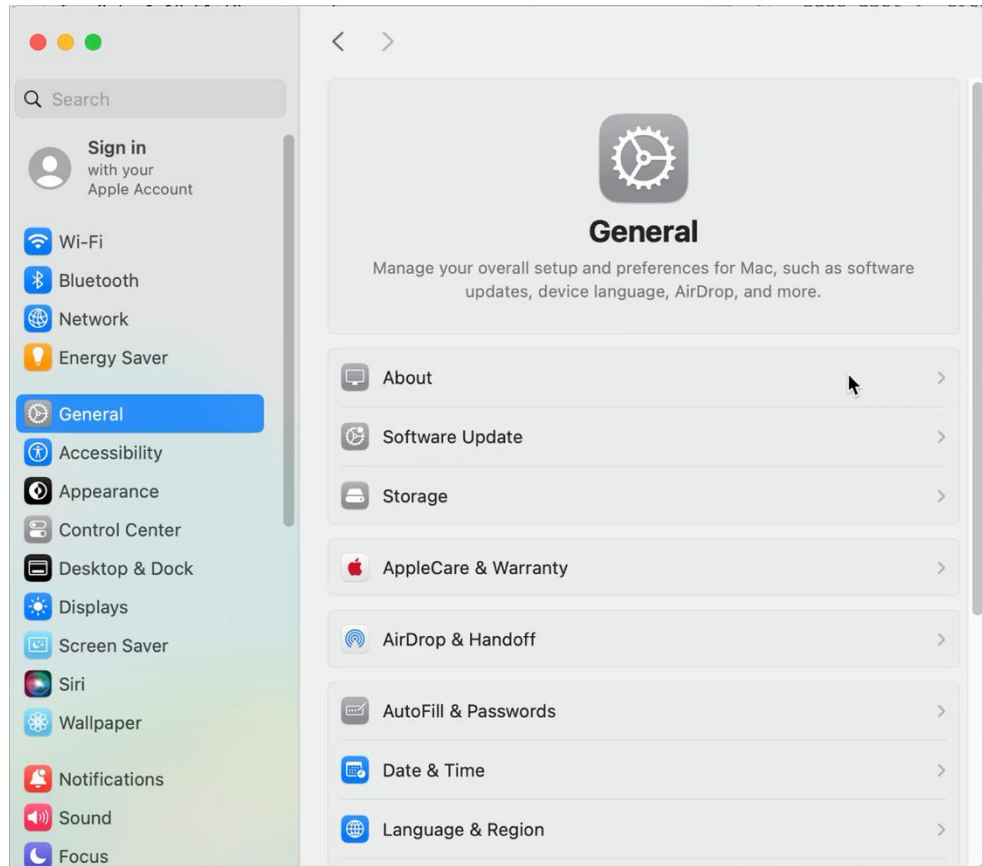 Search
Sign in
with your
Apple Account
Wi-Fi
Bluetooth
Network
Energy Saver
General
Accessibility
Appearance
Control Center
Desktop & Dock
Displays
Screen Saver
Siri
Wallpaper
Notifications
Sound
Focus
General
Manage your overall setup and preferences for Mac, such as software
updates, device language, AirDrop, and more.
About
Software Update
Storage
AppleCare & Warranty
AirDrop & Handoff
AutoFill & Passwords
Date & Time
Language & Region